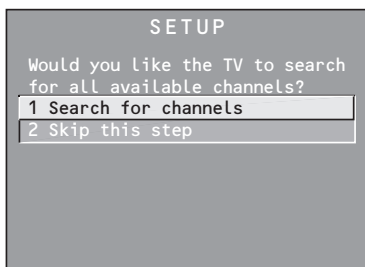 SETUP
Would you like the TV to search
for all available channels?
1 Search for channels
2 Skip this step